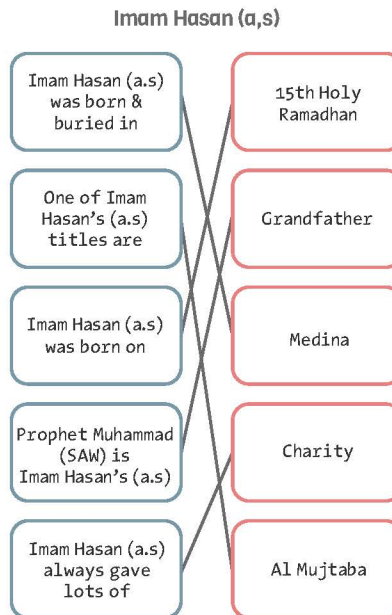 Imam Hasan (a,s)
Imam Hasan (a.s)
was born &
buried in
15th Holy
Ramadhan
One of Imam
Hasan's (a.s)
titles are
Grandfather
Imam Hasan (a.s)
was born on
Medina
Prophet Muhammad
(SAW) is
Imam Hasan's (a.s)
Charity
Imam Hasan (a.s)
always gave
lots of
Al Mujtaba